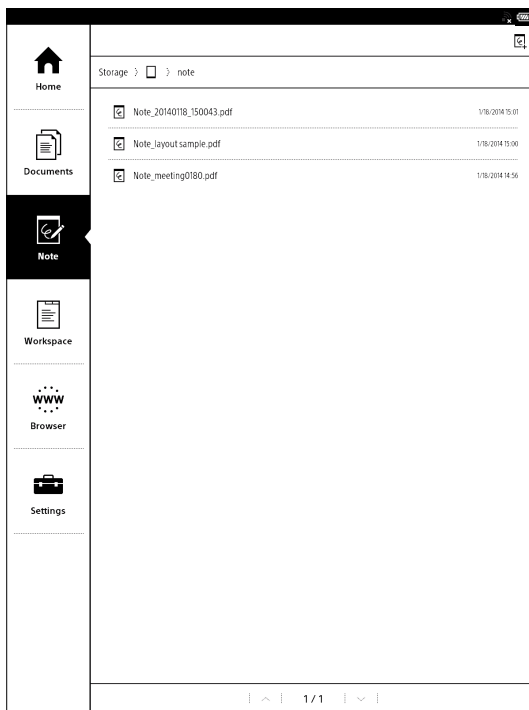 Home
Documents
Note
Workspace
www
Browser
Settings
Storage > > note
Note_20140118_150043.pdf 1/18/2014 15:01
Note_layout sample.pdf 1/18/2014 15:00
Note_meeting0180.pdf 1/18/2014 14:56
1 / 1